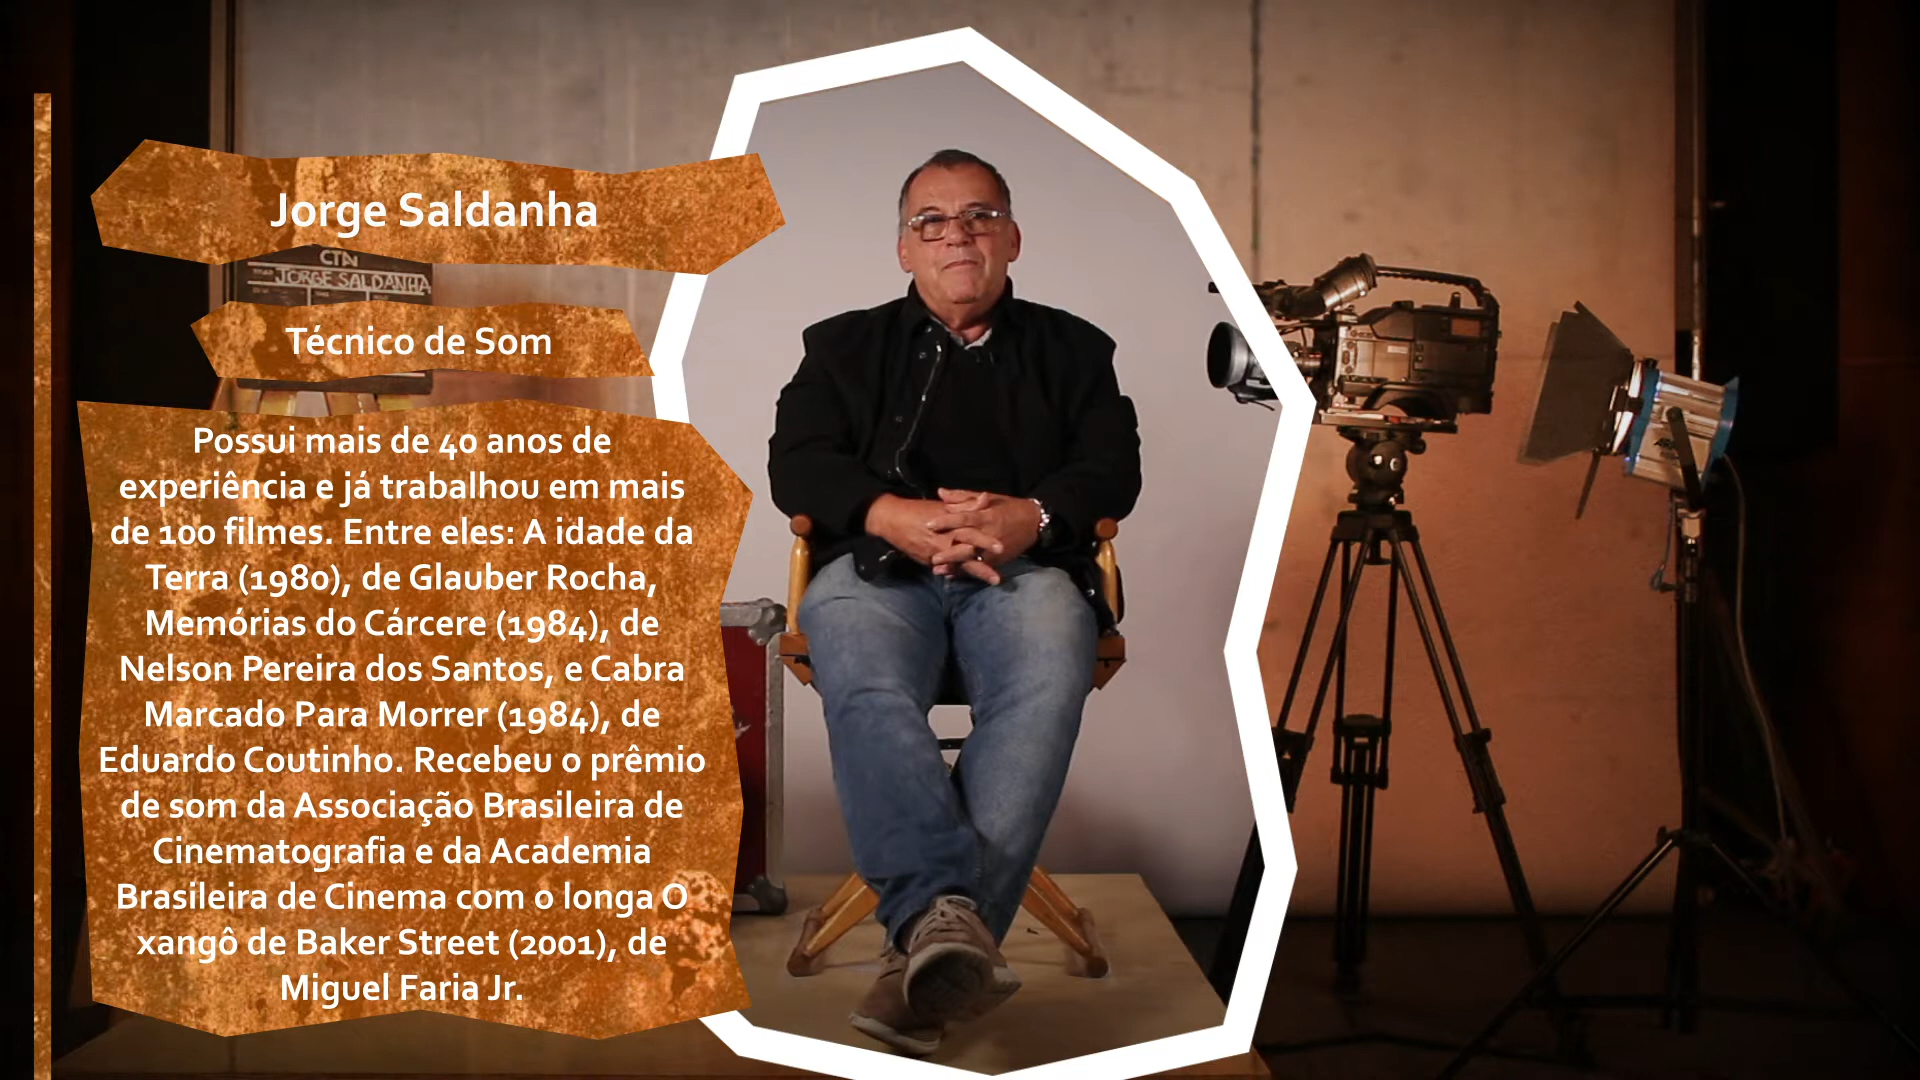 Jorge Saldanha
CTN
JORGE SALDANHA
Técnico de Som
Possui mais de 40 anos de
experiência e já trabalhou em mais
de 100 filmes. Entre eles: A idade da
Terra (1980), de Glauber Rocha,
Memórias do Cárcere (1984), de
Nelson Pereira dos Santos, e Cabra
Marcado Para Morrer (1984), de
Eduardo Coutinho. Recebeu o prêmio
de som da Associação Brasileira de
Cinematografia e da Academia
Brasileira de Cinema com o longa O
xangô de Baker Street (2001), de
Miguel Faria Jr.